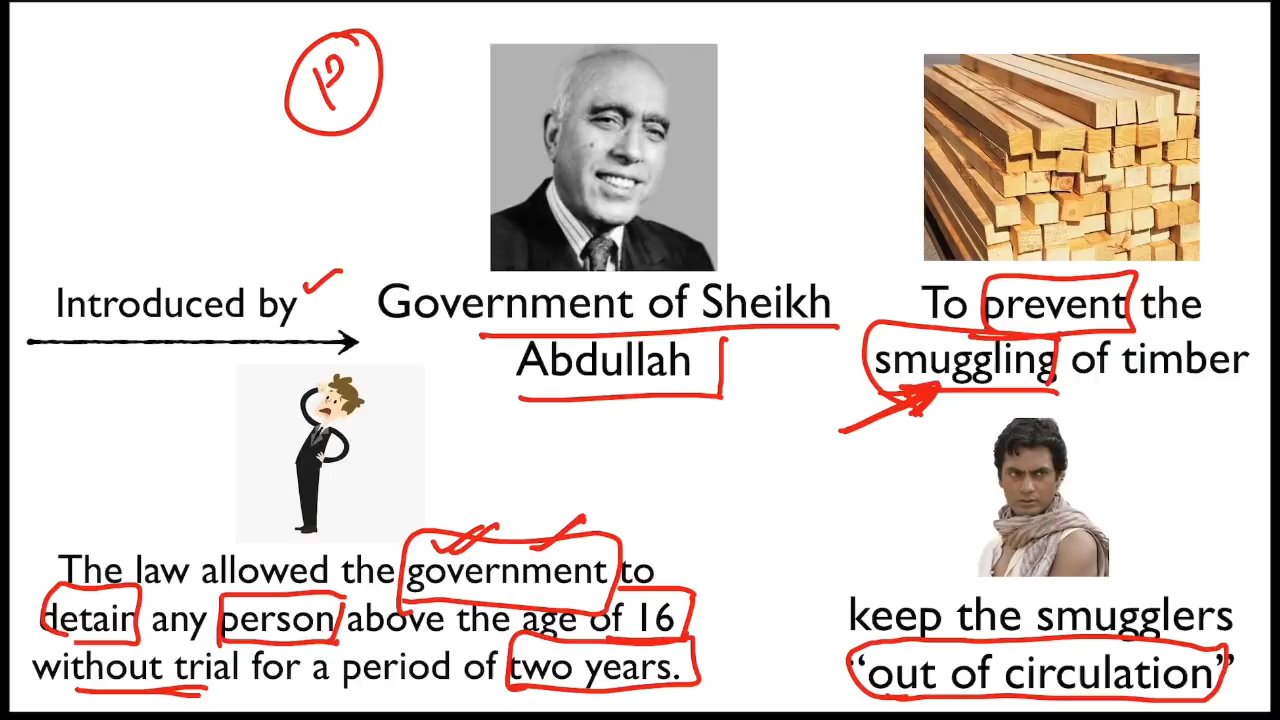 Introduced by
Government of Sheikh
Abdullah
To prevent the
smuggling of timber
The law allowed the government to
detain any person above the age of 16
without trial for a period of two years.
keep the smugglers
“out of circulation”